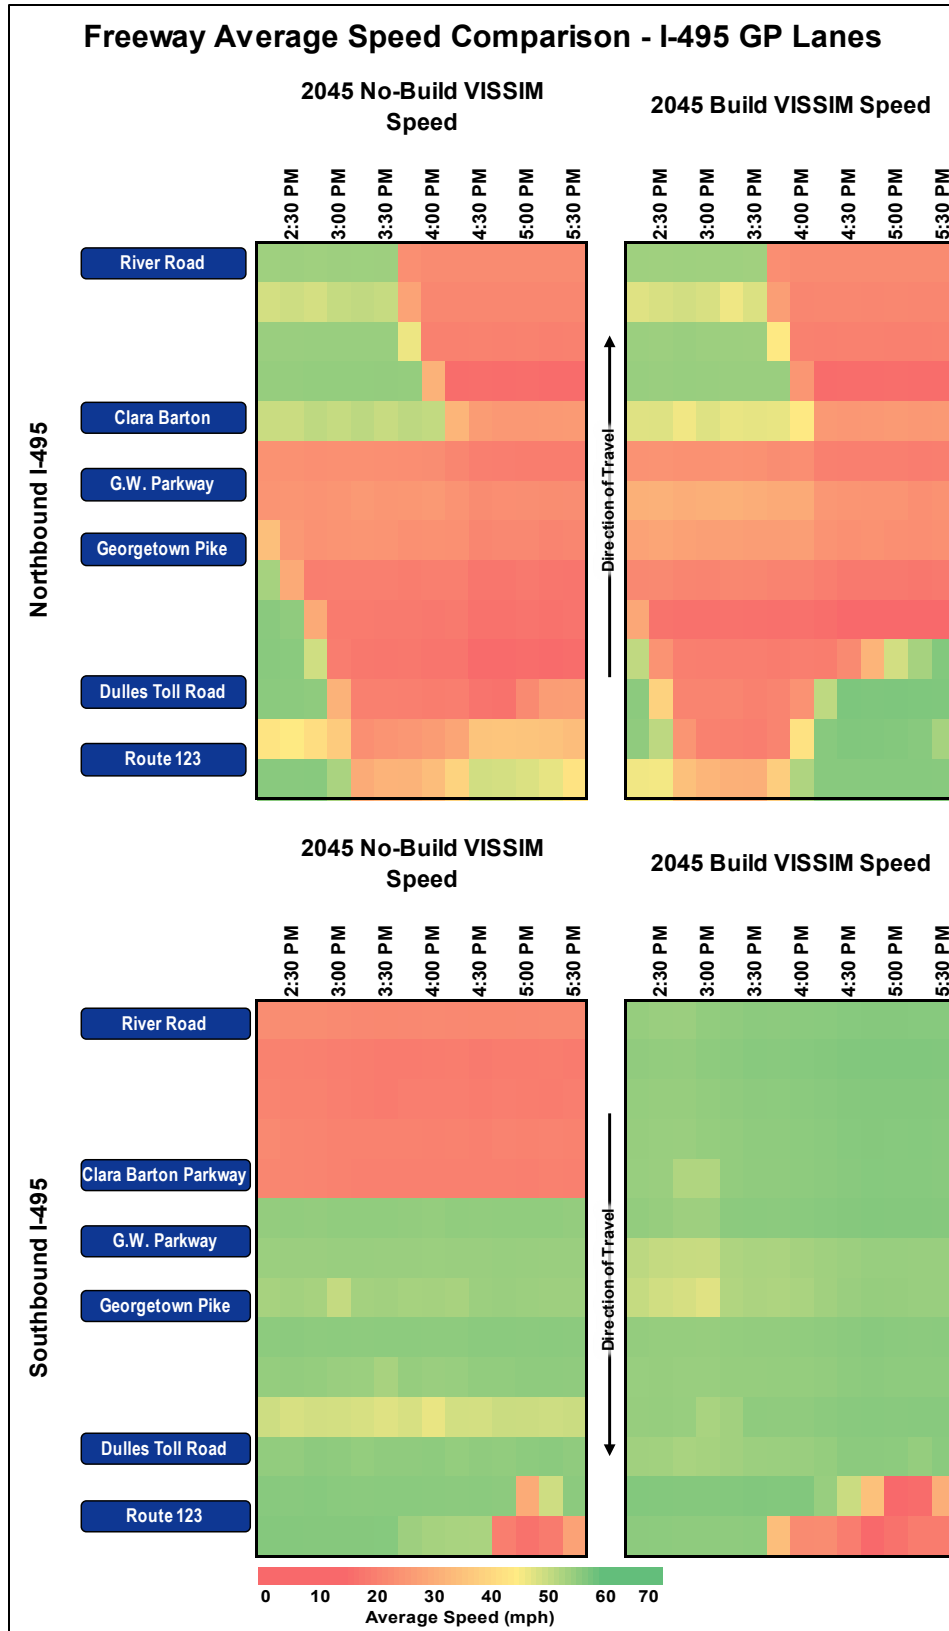 Freeway Average Speed Comparison - I-495 GP Lanes
2045 No-Build VISSIM
Speed
2045 Build VISSIM Speed
2:30 PM
3:00 PM
3:30 PM
4:00 PM
4:30 PM
5:00 PM
5:30 PM
2:30 PM
3:00 PM
3:30 PM
4:00 PM
4:30 PM
5:00 PM
5:30 PM
Northbound I-495
River Road
Clara Barton
G.W. Parkway
Georgetown Pike
Dulles Toll Road
Route 123
Direction of Travel
2045 No-Build VISSIM
Speed
2045 Build VISSIM Speed
2:30 PM
3:00 PM
3:30 PM
4:00 PM
4:30 PM
5:00 PM
5:30 PM
2:30 PM
3:00 PM
3:30 PM
4:00 PM
4:30 PM
5:00 PM
5:30 PM
Southbound I-495
River Road
Clara Barton Parkway
G.W. Parkway
Georgetown Pike
Dulles Toll Road
Route 123
Direction of Travel
0 10 20 30 40 50 60 70
Average Speed (mph)